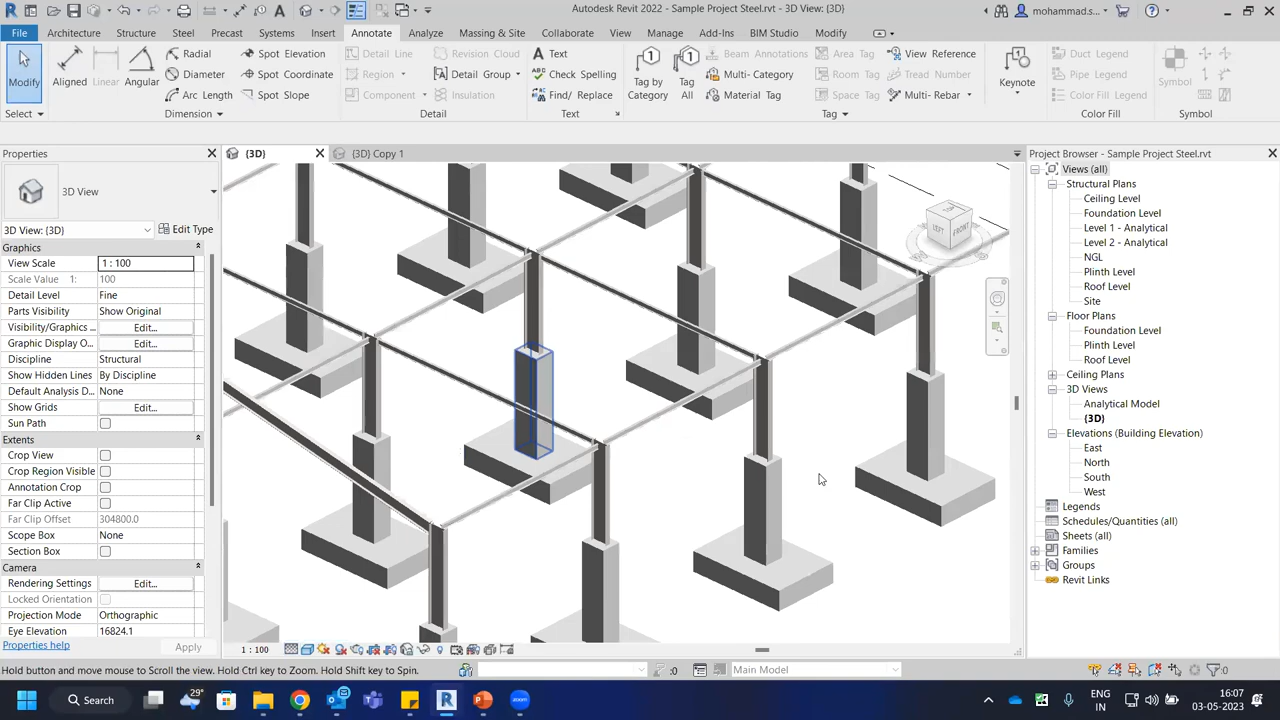 Autodesk Revit 2022 - Sample Project Steel.rvt - 3D View: {3D}
mohammad.s...
File Architecture Structure Steel Precast Systems Insert Annotate Analyze Massing & Site Collaborate View Manage Add-Ins BIM Studio Modify
Modify
Select
Aligned Linear Angular
Radial
Diameter
Arc Length
Spot Elevation
Spot Coordinate
Spot Slope
Dimension
Detail Line
Region
Component
Revision Cloud
Detail Group
Insulation
Detail
Text
Check Spelling
Find/ Replace
Text
Tag by Category
Tag All
Beam Annotations
Multi- Category
Material Tag
Area Tag
Room Tag
Space Tag
View Reference
Tread Number
Multi- Rebar
Tag
Keynote
Duct Legend
Pipe Legend
Color Fill Legend
Color Fill
Symbol
Symbol
Properties
{3D} {3D} Copy 1
3D View
3D View: {3D} Edit Type
Graphics
View Scale 1 : 100
Scale Value 1: 100
Detail Level Fine
Parts Visibility Show Original
Visibility/Graphics ... Edit...
Graphic Display O... Edit...
Discipline Structural
Show Hidden Lines By Discipline
Default Analysis D... None
Show Grids Edit...
Sun Path
Extents
Crop View
Crop Region Visible
Annotation Crop
Far Clip Active
Far Clip Offset 304800.0
Scope Box None
Section Box
Camera
Rendering Settings Edit...
Locked Orientation
Projection Mode Orthographic
Eye Elevation 16824.1
Properties help Apply
TOP
LEFT FRONT
Project Browser - Sample Project Steel.rvt
Views (all)
Structural Plans
Ceiling Level
Foundation Level
Level 1 - Analytical
Level 2 - Analytical
NGL
Plinth Level
Roof Level
Site
Floor Plans
Foundation Level
Plinth Level
Roof Level
Ceiling Plans
3D Views
Analytical Model
{3D}
Elevations (Building Elevation)
East
North
South
West
Legends
Schedules/Quantities (all)
Sheets (all)
Families
Groups
Revit Links
1 : 100
Hold button and move mouse to Scroll the view. Hold Ctrl key to Zoom. Hold Shift key to Spin. :0 Main Model :0
Search 29° zoom ENG IN 16:07 03-05-2023